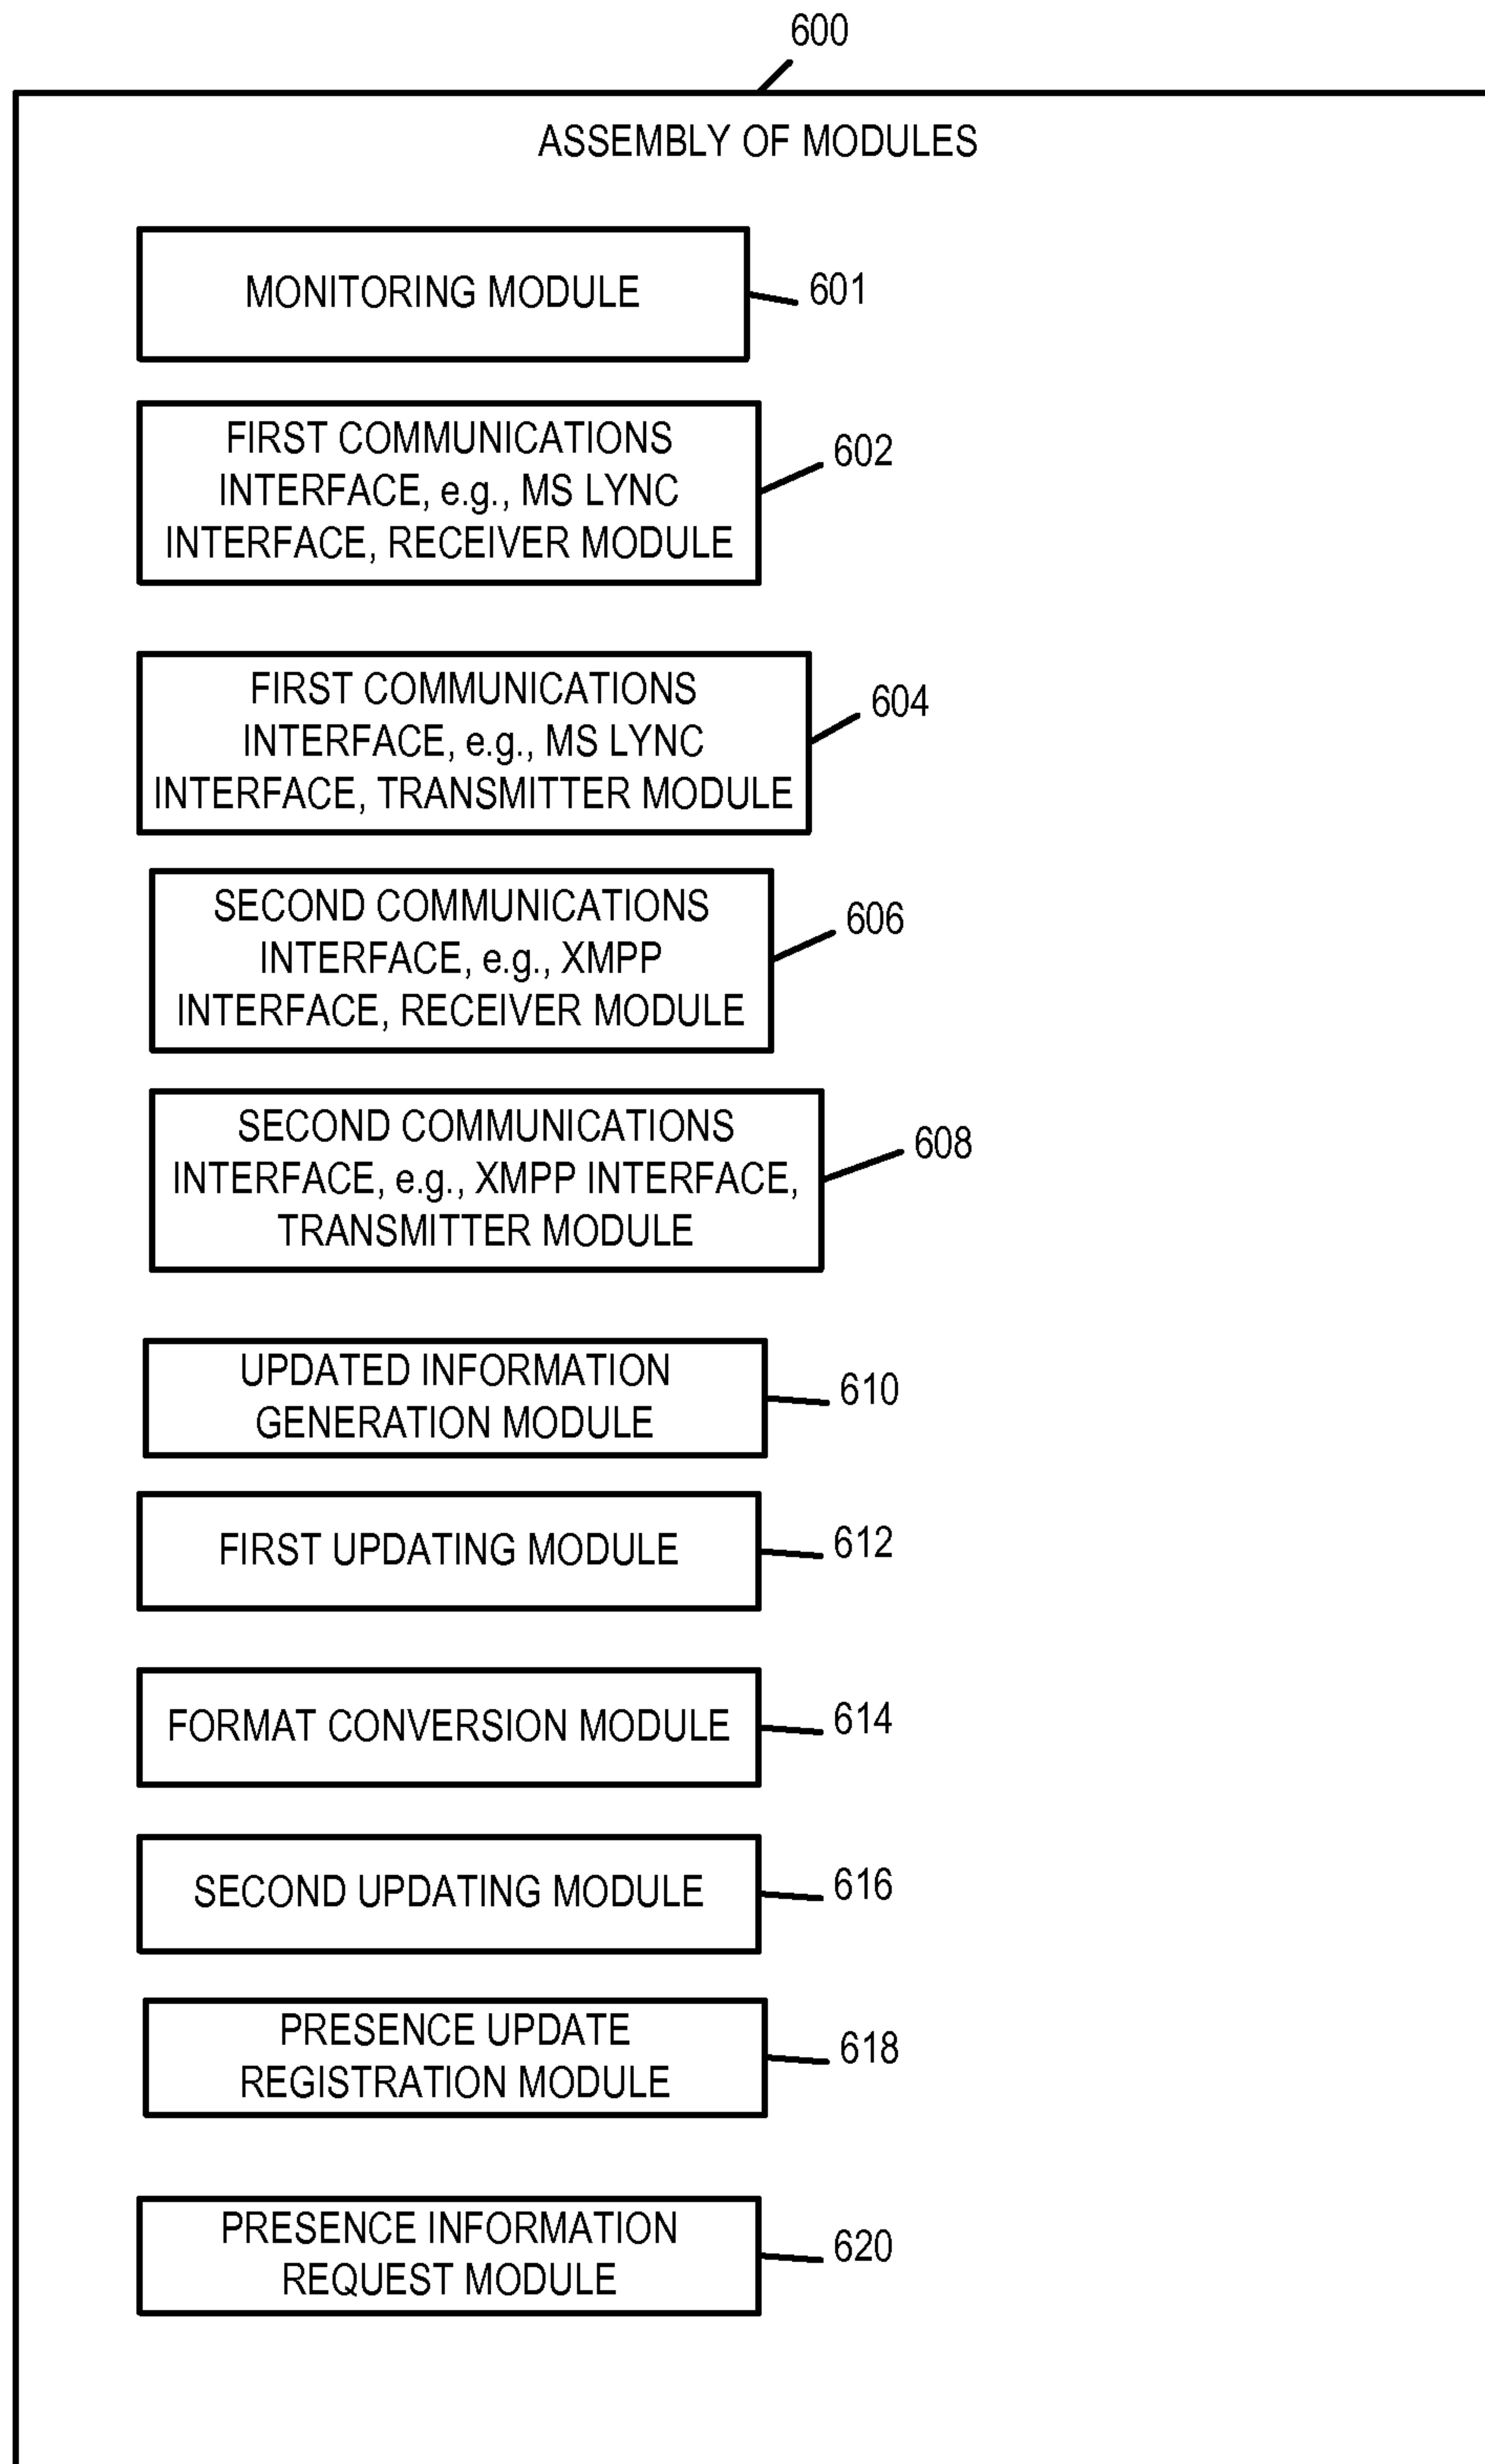 600
ASSEMBLY OF MODULES
MONITORING MODULE
601
FIRST COMMUNICATIONS
INTERFACE, e.g., MS LYNC
INTERFACE, RECEIVER MODULE
602
FIRST COMMUNICATIONS
INTERFACE, e.g., MS LYNC
INTERFACE, TRANSMITTER MODULE
604
SECOND COMMUNICATIONS
INTERFACE, e.g., XMPP
INTERFACE, RECEIVER MODULE
606
SECOND COMMUNICATIONS
INTERFACE, e.g., XMPP INTERFACE,
TRANSMITTER MODULE
608
UPDATED INFORMATION
GENERATION MODULE
610
FIRST UPDATING MODULE
612
FORMAT CONVERSION MODULE
614
SECOND UPDATING MODULE
616
PRESENCE UPDATE
REGISTRATION MODULE
618
PRESENCE INFORMATION
REQUEST MODULE
620